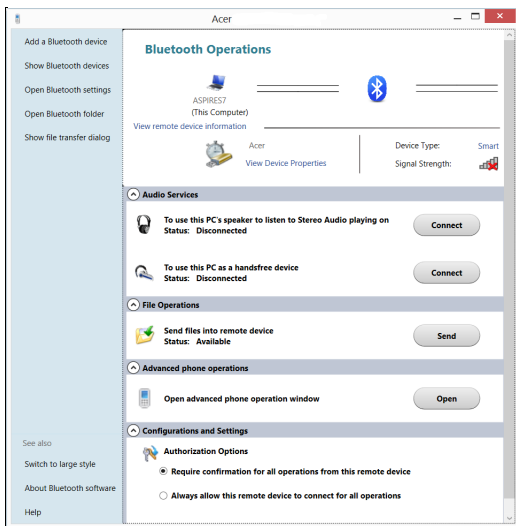 Acer
Add a Bluetooth device
Show Bluetooth devices
Open Bluetooth settings
Open Bluetooth folder
Show file transfer dialog
Bluetooth Operations
ASPIRES7
(This Computer)
View remote device information
Acer
View Device Properties
Device Type:
Smart
Signal Strength:
Audio Services
To use this PC's speaker to listen to Stereo Audio playing on
Status: Disconnected
Connect
To use this PC as a handsfree device
Status: Disconnected
Connect
File Operations
Send files into remote device
Status: Available
Send
Advanced phone operations
Open advanced phone operation window
Open
Configurations and Settings
Authorization Options
Require confirmation for all operations from this remote device
Always allow this remote device to connect for all operations
See also
Switch to large style
About Bluetooth software
Help